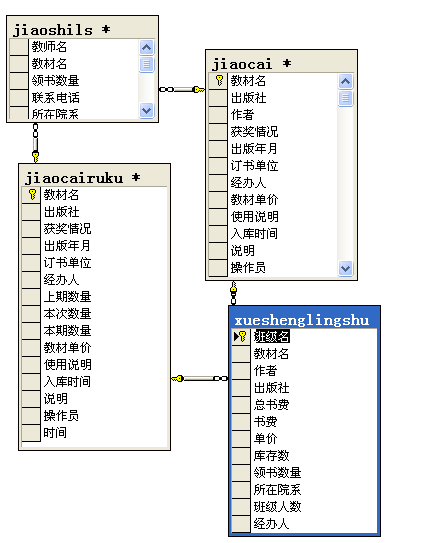 jiaoshils *
教师名
教材名
领书数量
联系电话
所在院系
jiaocai *
教材名
出版社
作者
获奖情况
出版年月
订书单位
经办人
教材单价
使用说明
入库时间
说明
操作员
jiaocairuku *
教材名
出版社
获奖情况
出版年月
订书单位
经办人
上期数量
本次数量
本期数量
教材单价
使用说明
入库时间
说明
操作员
时间
xueshenglingshu
班级名
教材名
作者
出版社
总书费
书费
单价
库存数
领书数量
所在院系
班级人数
经办人